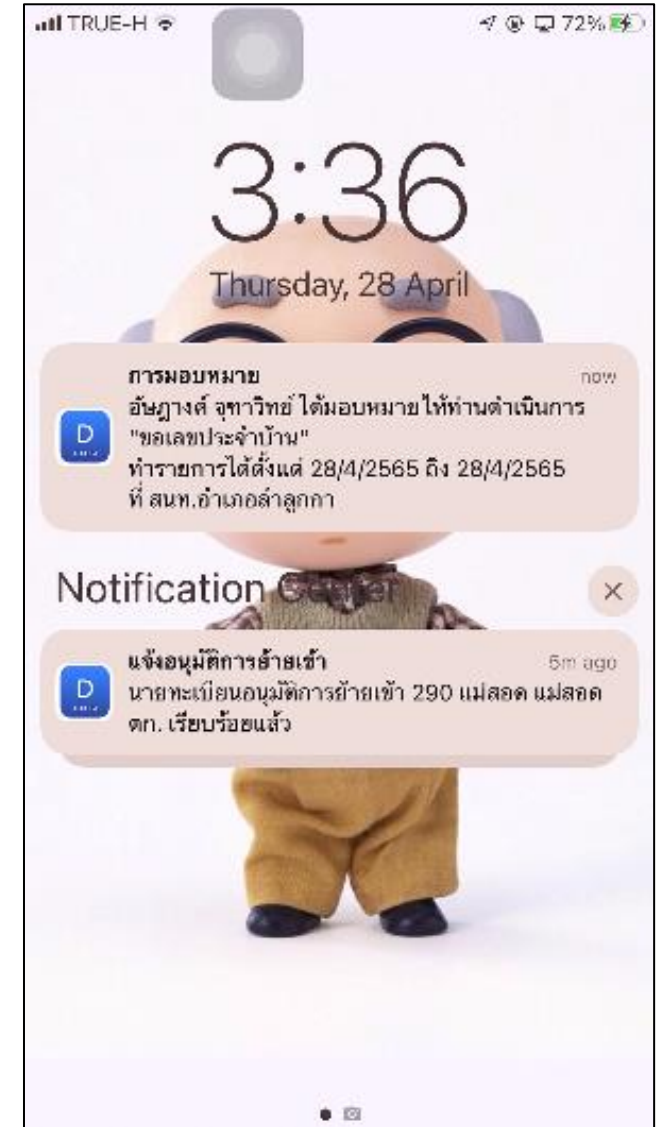 TRUE-H 72%
3:36
Thursday, 28 April
การมอบหมาย now
อัษฎางค์ จุฑาวิทย์ ได้มอบหมายให้ท่านดำเนินการ
"ขอเลขประจำบ้าน"
ทำรายการได้ตั้งแต่ 28/4/2565 ถึง 28/4/2565
ที่ สนท.อำเภอลำลูกกา
D
Notification Center
แจ้งอนุมัติการย้ายเข้า 5m ago
นายทะเบียนอนุมัติการย้ายเข้า 290 แม่สอด แม่สอด
ตก. เรียบร้อยแล้ว
D